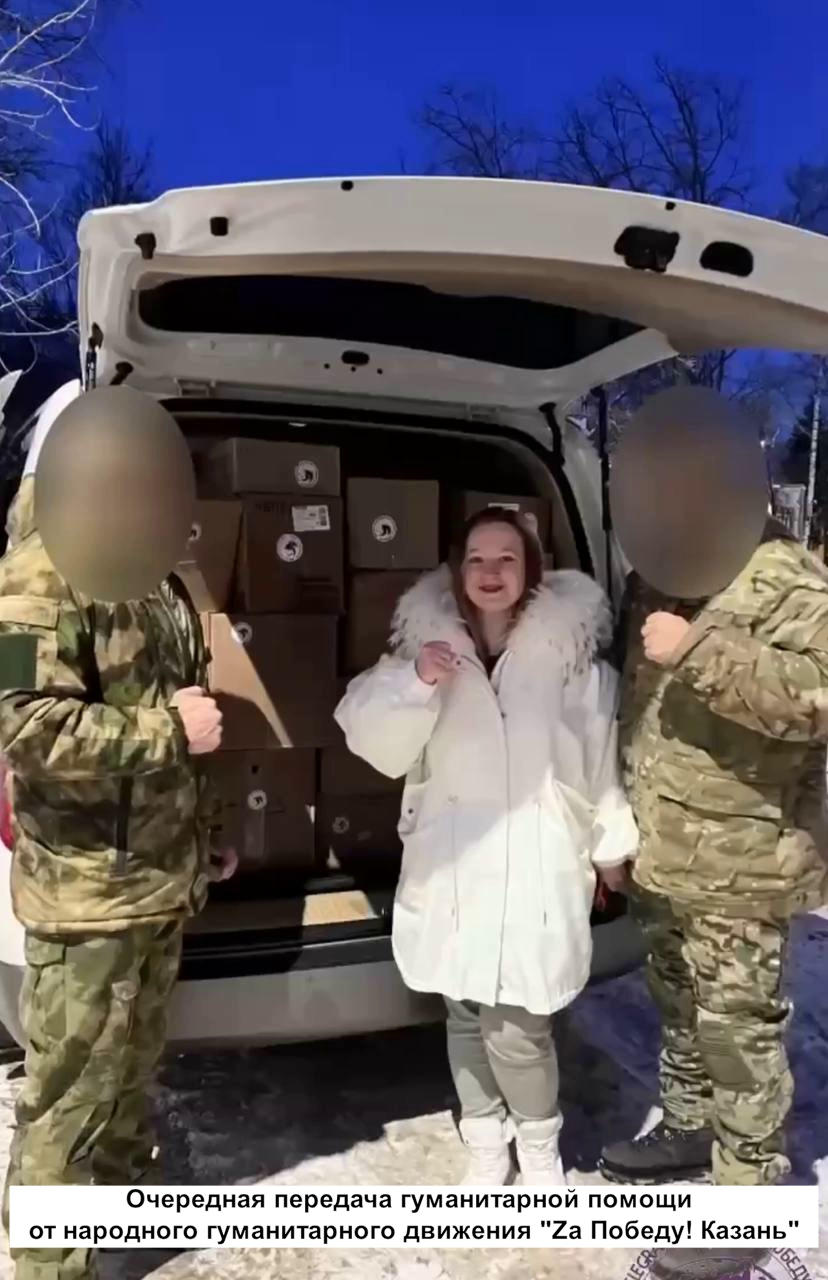 Очередная передача гуманитарной помощи
от народного гуманитарного движения "Zа Победу! Казань"